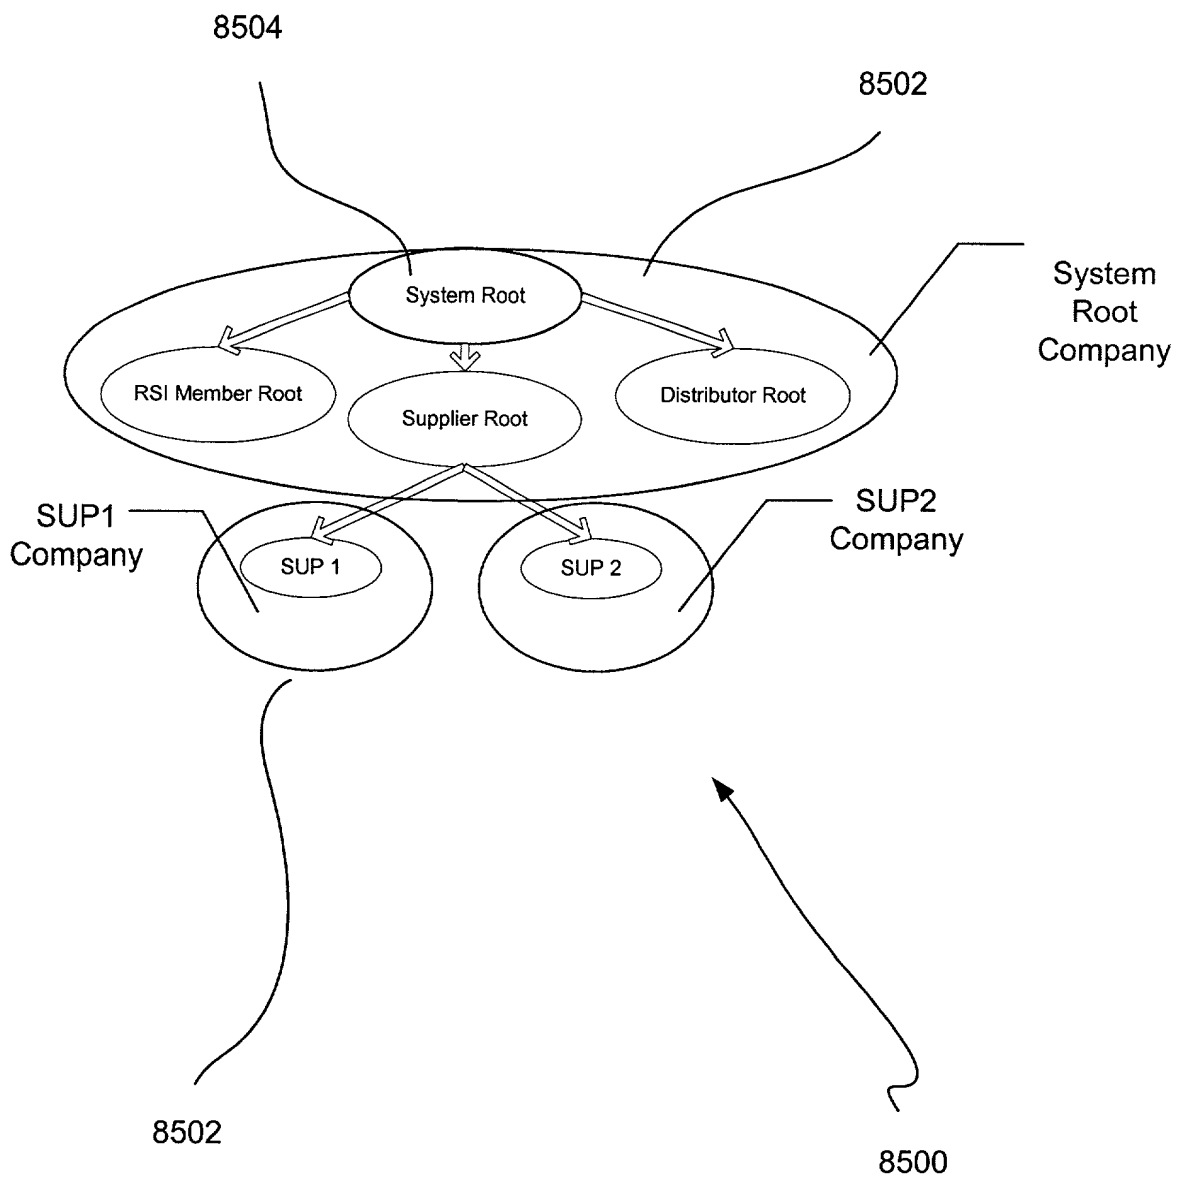 8504
8502
System Root
System
Root
Company
RSI Member Root
Supplier Root
Distributor Root
SUP1
Company
SUP2
Company
SUP 1
SUP 2
8502
8500